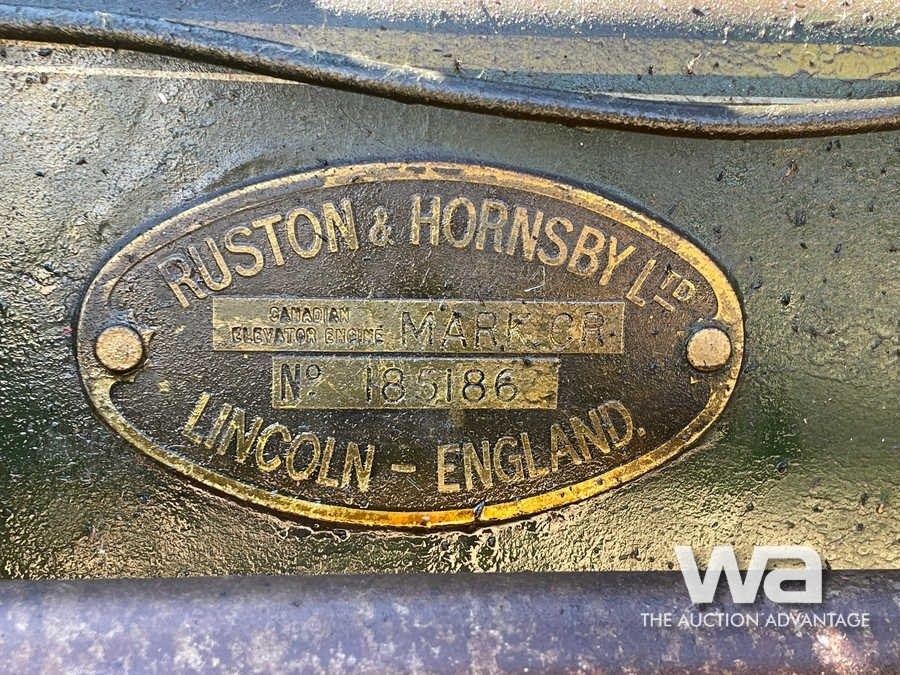 RUSTON & HORNSBY LTD
CANADIAN
ELEVATOR ENGINE MARK CR
No 185186
LINCOLN - ENGLAND.
wa
THE AUCTION ADVANTAGE